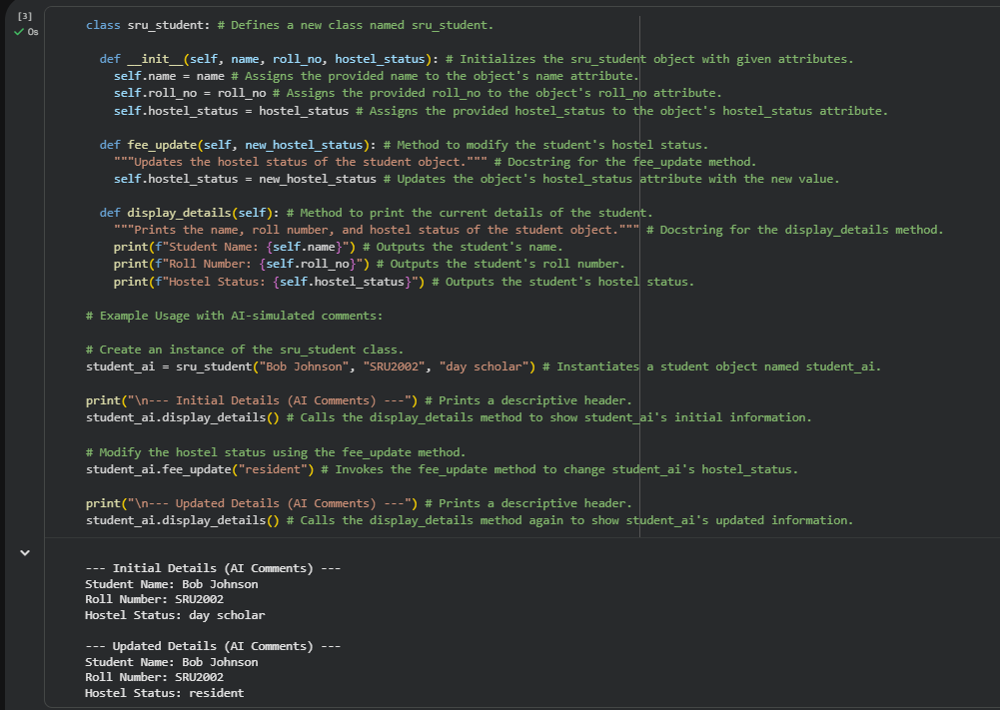 [3]
0s
class sru_student: # Defines a new class named sru_student.
def __init__(self, name, roll_no, hostel_status): # Initializes the sru_student object with given attributes.
self.name = name # Assigns the provided name to the object's name attribute.
self.roll_no = roll_no # Assigns the provided roll_no to the object's roll_no attribute.
self.hostel_status = hostel_status # Assigns the provided hostel_status to the object's hostel_status attribute.
def fee_update(self, new_hostel_status): # Method to modify the student's hostel status.
"""Updates the hostel status of the student object.""" # Docstring for the fee_update method.
self.hostel_status = new_hostel_status # Updates the object's hostel_status attribute with the new value.
def display_details(self): # Method to print the current details of the student.
"""Prints the name, roll number, and hostel status of the student object.""" # Docstring for the display_details method.
print(f"Student Name: {self.name}") # Outputs the student's name.
print(f"Roll Number: {self.roll_no}") # Outputs the student's roll number.
print(f"Hostel Status: {self.hostel_status}") # Outputs the student's hostel status.
# Example Usage with AI-simulated comments:
# Create an instance of the sru_student class.
student_ai = sru_student("Bob Johnson", "SRU2002", "day scholar") # Instantiates a student object named student_ai.
print("\n--- Initial Details (AI Comments) ---") # Prints a descriptive header.
student_ai.display_details() # Calls the display_details method to show student_ai's initial information.
# Modify the hostel status using the fee_update method.
student_ai.fee_update("resident") # Invokes the fee_update method to change student_ai's hostel_status.
print("\n--- Updated Details (AI Comments) ---") # Prints a descriptive header.
student_ai.display_details() # Calls the display_details method again to show student_ai's updated information.
--- Initial Details (AI Comments) ---
Student Name: Bob Johnson
Roll Number: SRU2002
Hostel Status: day scholar
--- Updated Details (AI Comments) ---
Student Name: Bob Johnson
Roll Number: SRU2002
Hostel Status: resident